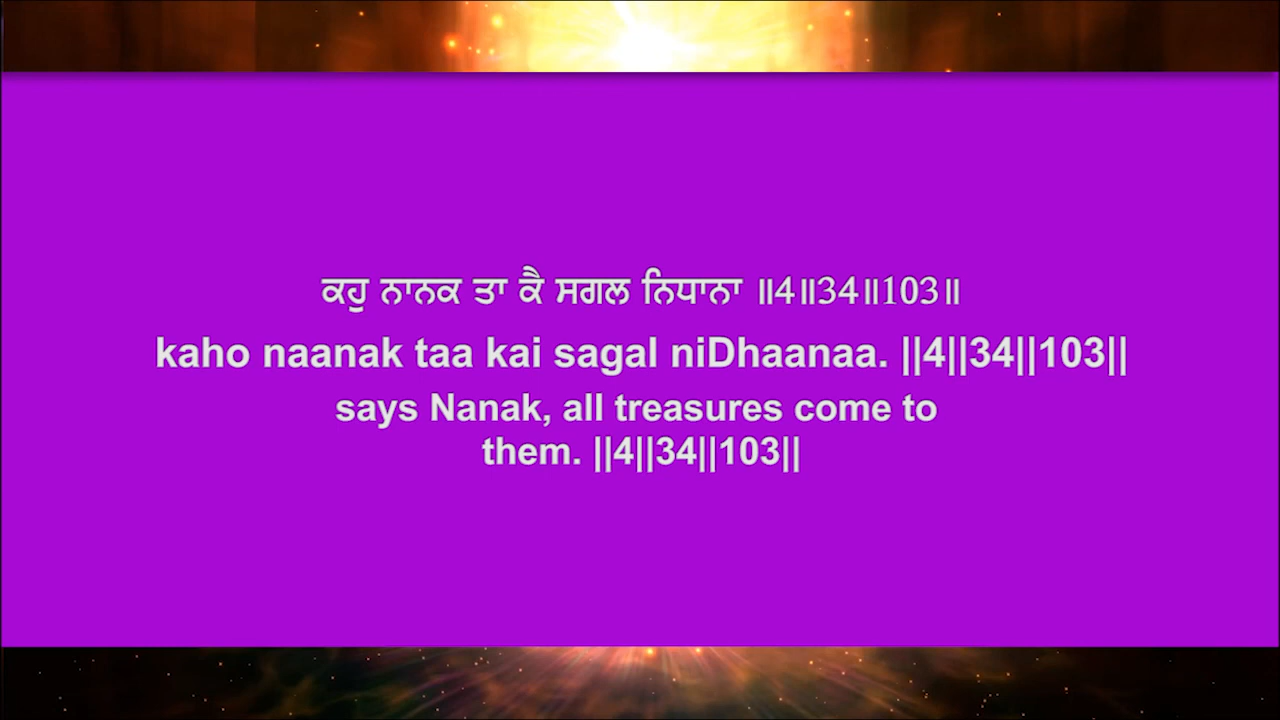 ਕਹੁ ਨਾਨਕ ਤਾ ਕੈ ਸਗਲ ਨਿਧਾਨਾ ॥4॥34॥103॥
kaho naanak taa kai sagal niDhaanaa. ||4||34||103||
says Nanak, all treasures come to
them. ||4||34||103||